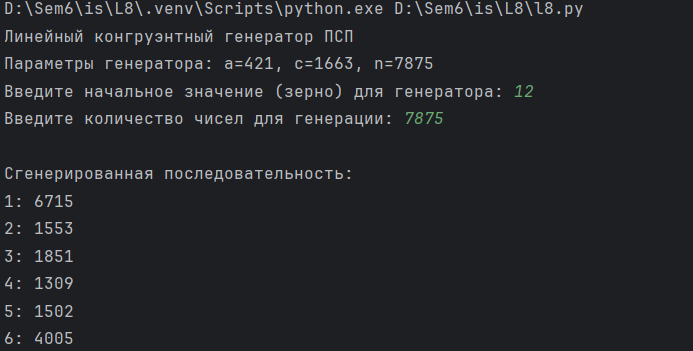 D:\Sem6\is\L8\.venv\Scripts\python.exe D:\Sem6\is\L8\l8.py
Линейный конгруэнтный генератор ПСП
Параметры генератора: a=421, c=1663, n=7875
Введите начальное значение (зерно) для генератора: 12
Введите количество чисел для генерации: 7875
Сгенерированная последовательность:
1: 6715
2: 1553
3: 1851
4: 1309
5: 1502
6: 4005